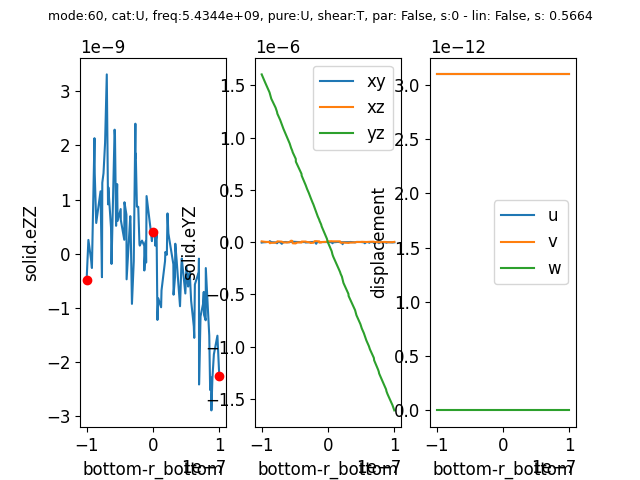 mode:60, cat:U, freq:5.4344e+09, pure:U, shear:T, par: False, s:0 - lin: False, s: 0.5664
1e−9
3
2
1
0
−1
−2
−3
solid.eZZ
−1
0
1
1e−7
bottom-r_bottom
1e−6
1.5
1.0
0.5
0.0
−0.5
−1.0
−1.5
solid.eYZ
xy
xz
yz
−1
0
1
1e−7
bottom-r_bottom
1e−12
3.0
2.5
2.0
1.5
1.0
0.5
0.0
displacement
u
v
w
−1
0
1
1e−7
bottom-r_bottom